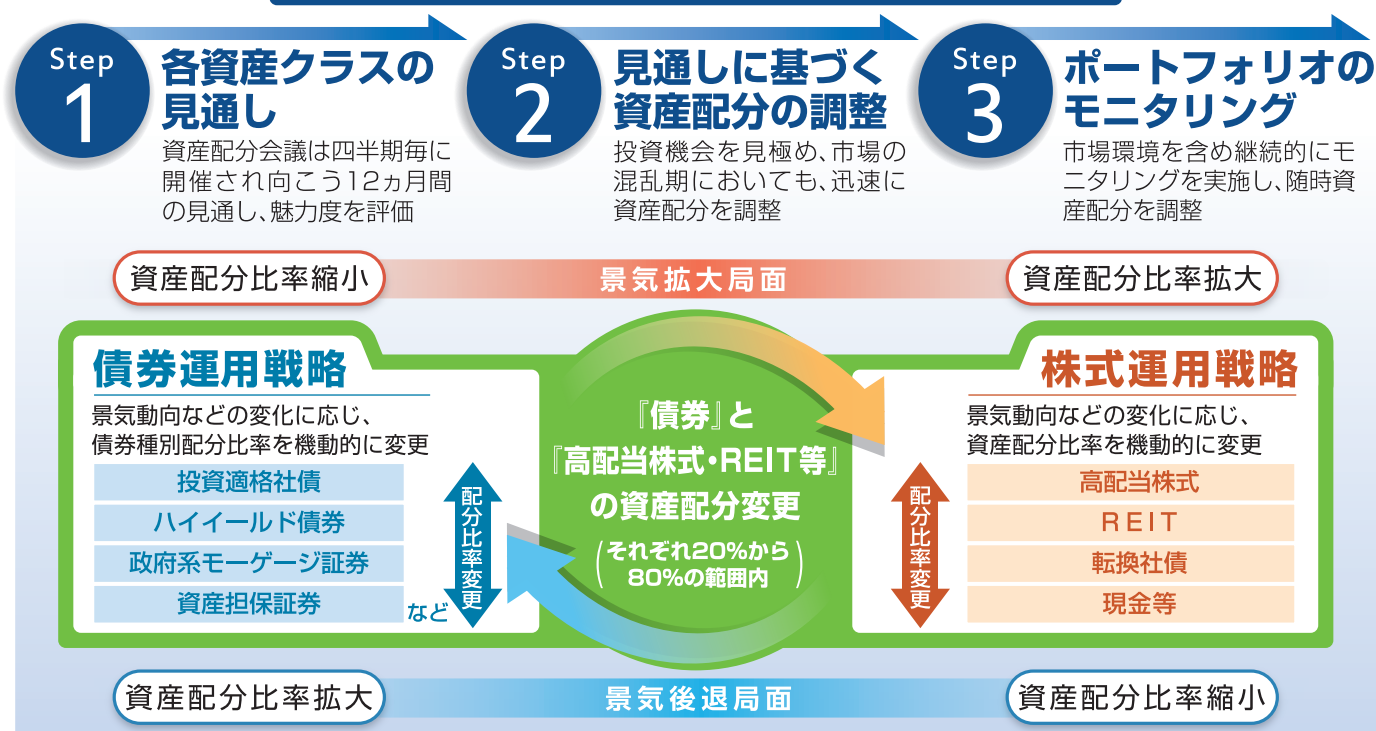 Step
1
各資産クラスの
見通し
資産配分会議は四半期毎に
開催され向こう12ヵ月間
の見通し、魅力度を評価
Step
2
見通しに基づく
資産配分の調整
投資機会を見極め、市場の
混乱期においても、迅速に
資産配分を調整
Step
3
ポートフォリオの
モニタリング
市場環境を含め継続的にモ
ニタリングを実施し、随時資
産配分を調整
資産配分比率縮小
景気拡大局面
資産配分比率拡大
債券運用戦略
景気動向などの変化に応じ、
債券種別配分比率を機動的に変更
投資適格社債
ハイイールド債券
政府系モーゲージ証券
資産担保証券
など
配分比率変更
『債券』と
『高配当株式・REIT等』
の資産配分変更
(それぞれ20%から
80%の範囲内)
株式運用戦略
景気動向などの変化に応じ、
資産配分比率を機動的に変更
配分比率変更
高配当株式
REIT
転換社債
現金等
資産配分比率拡大
景気後退局面
資産配分比率縮小